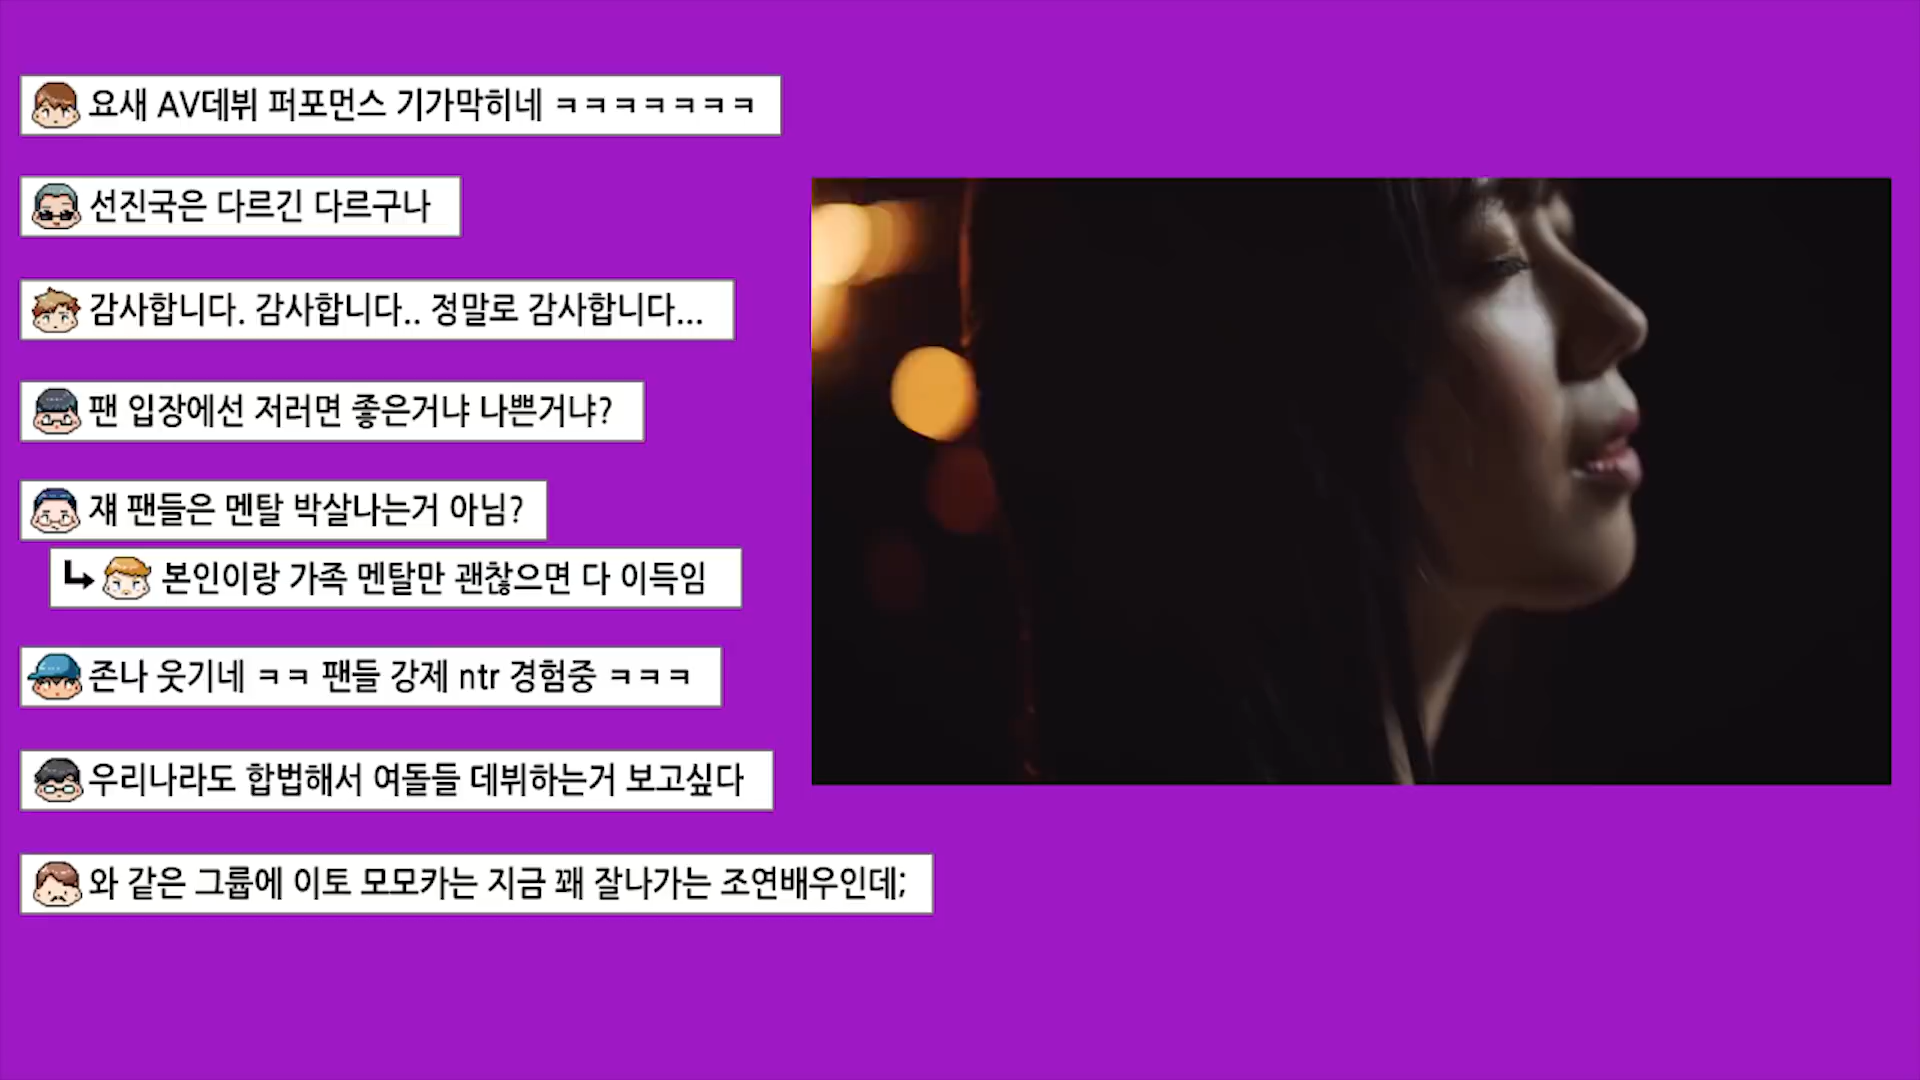 요새 AV데뷔 퍼포먼스 기가막히네 ㅋㅋㅋㅋㅋㅋㅋ
선진국은 다르긴 다르구나
감사합니다. 감사합니다.. 정말로 감사합니다...
팬 입장에선 저러면 좋은거냐 나쁜거냐?
쟤 팬들은 멘탈 박살나는거 아님?
본인이랑 가족 멘탈만 괜찮으면 다 이득임
존나 웃기네 ㅋㅋ 팬들 강제 ntr 경험중 ㅋㅋㅋ
우리나라도 합법해서 여돌들 데뷔하는거 보고싶다
와 같은 그룹에 이토 모모카는 지금 꽤 잘나가는 조연배우인데;